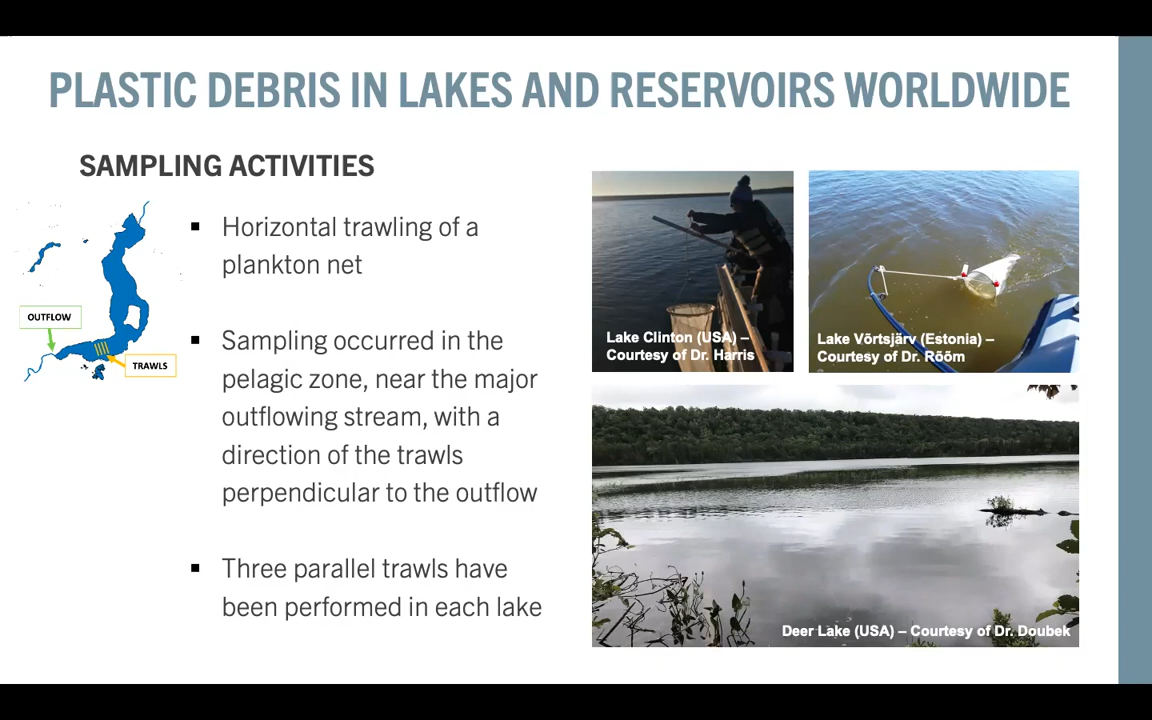 PLASTIC DEBRIS IN LAKES AND RESERVOIRS WORLDWIDE
SAMPLING ACTIVITIES
▪ Horizontal trawling of a
plankton net
▪ Sampling occurred in the
pelagic zone, near the major
outflowing stream, with a
direction of the trawls
perpendicular to the outflow
▪ Three parallel trawls have
been performed in each lake
OUTFLOW
TRAWLS
Lake Clinton (USA) –
Courtesy of Dr. Harris
Lake Võrtsjärv (Estonia) –
Courtesy of Dr. Rõõm
Deer Lake (USA) – Courtesy of Dr. Doubek